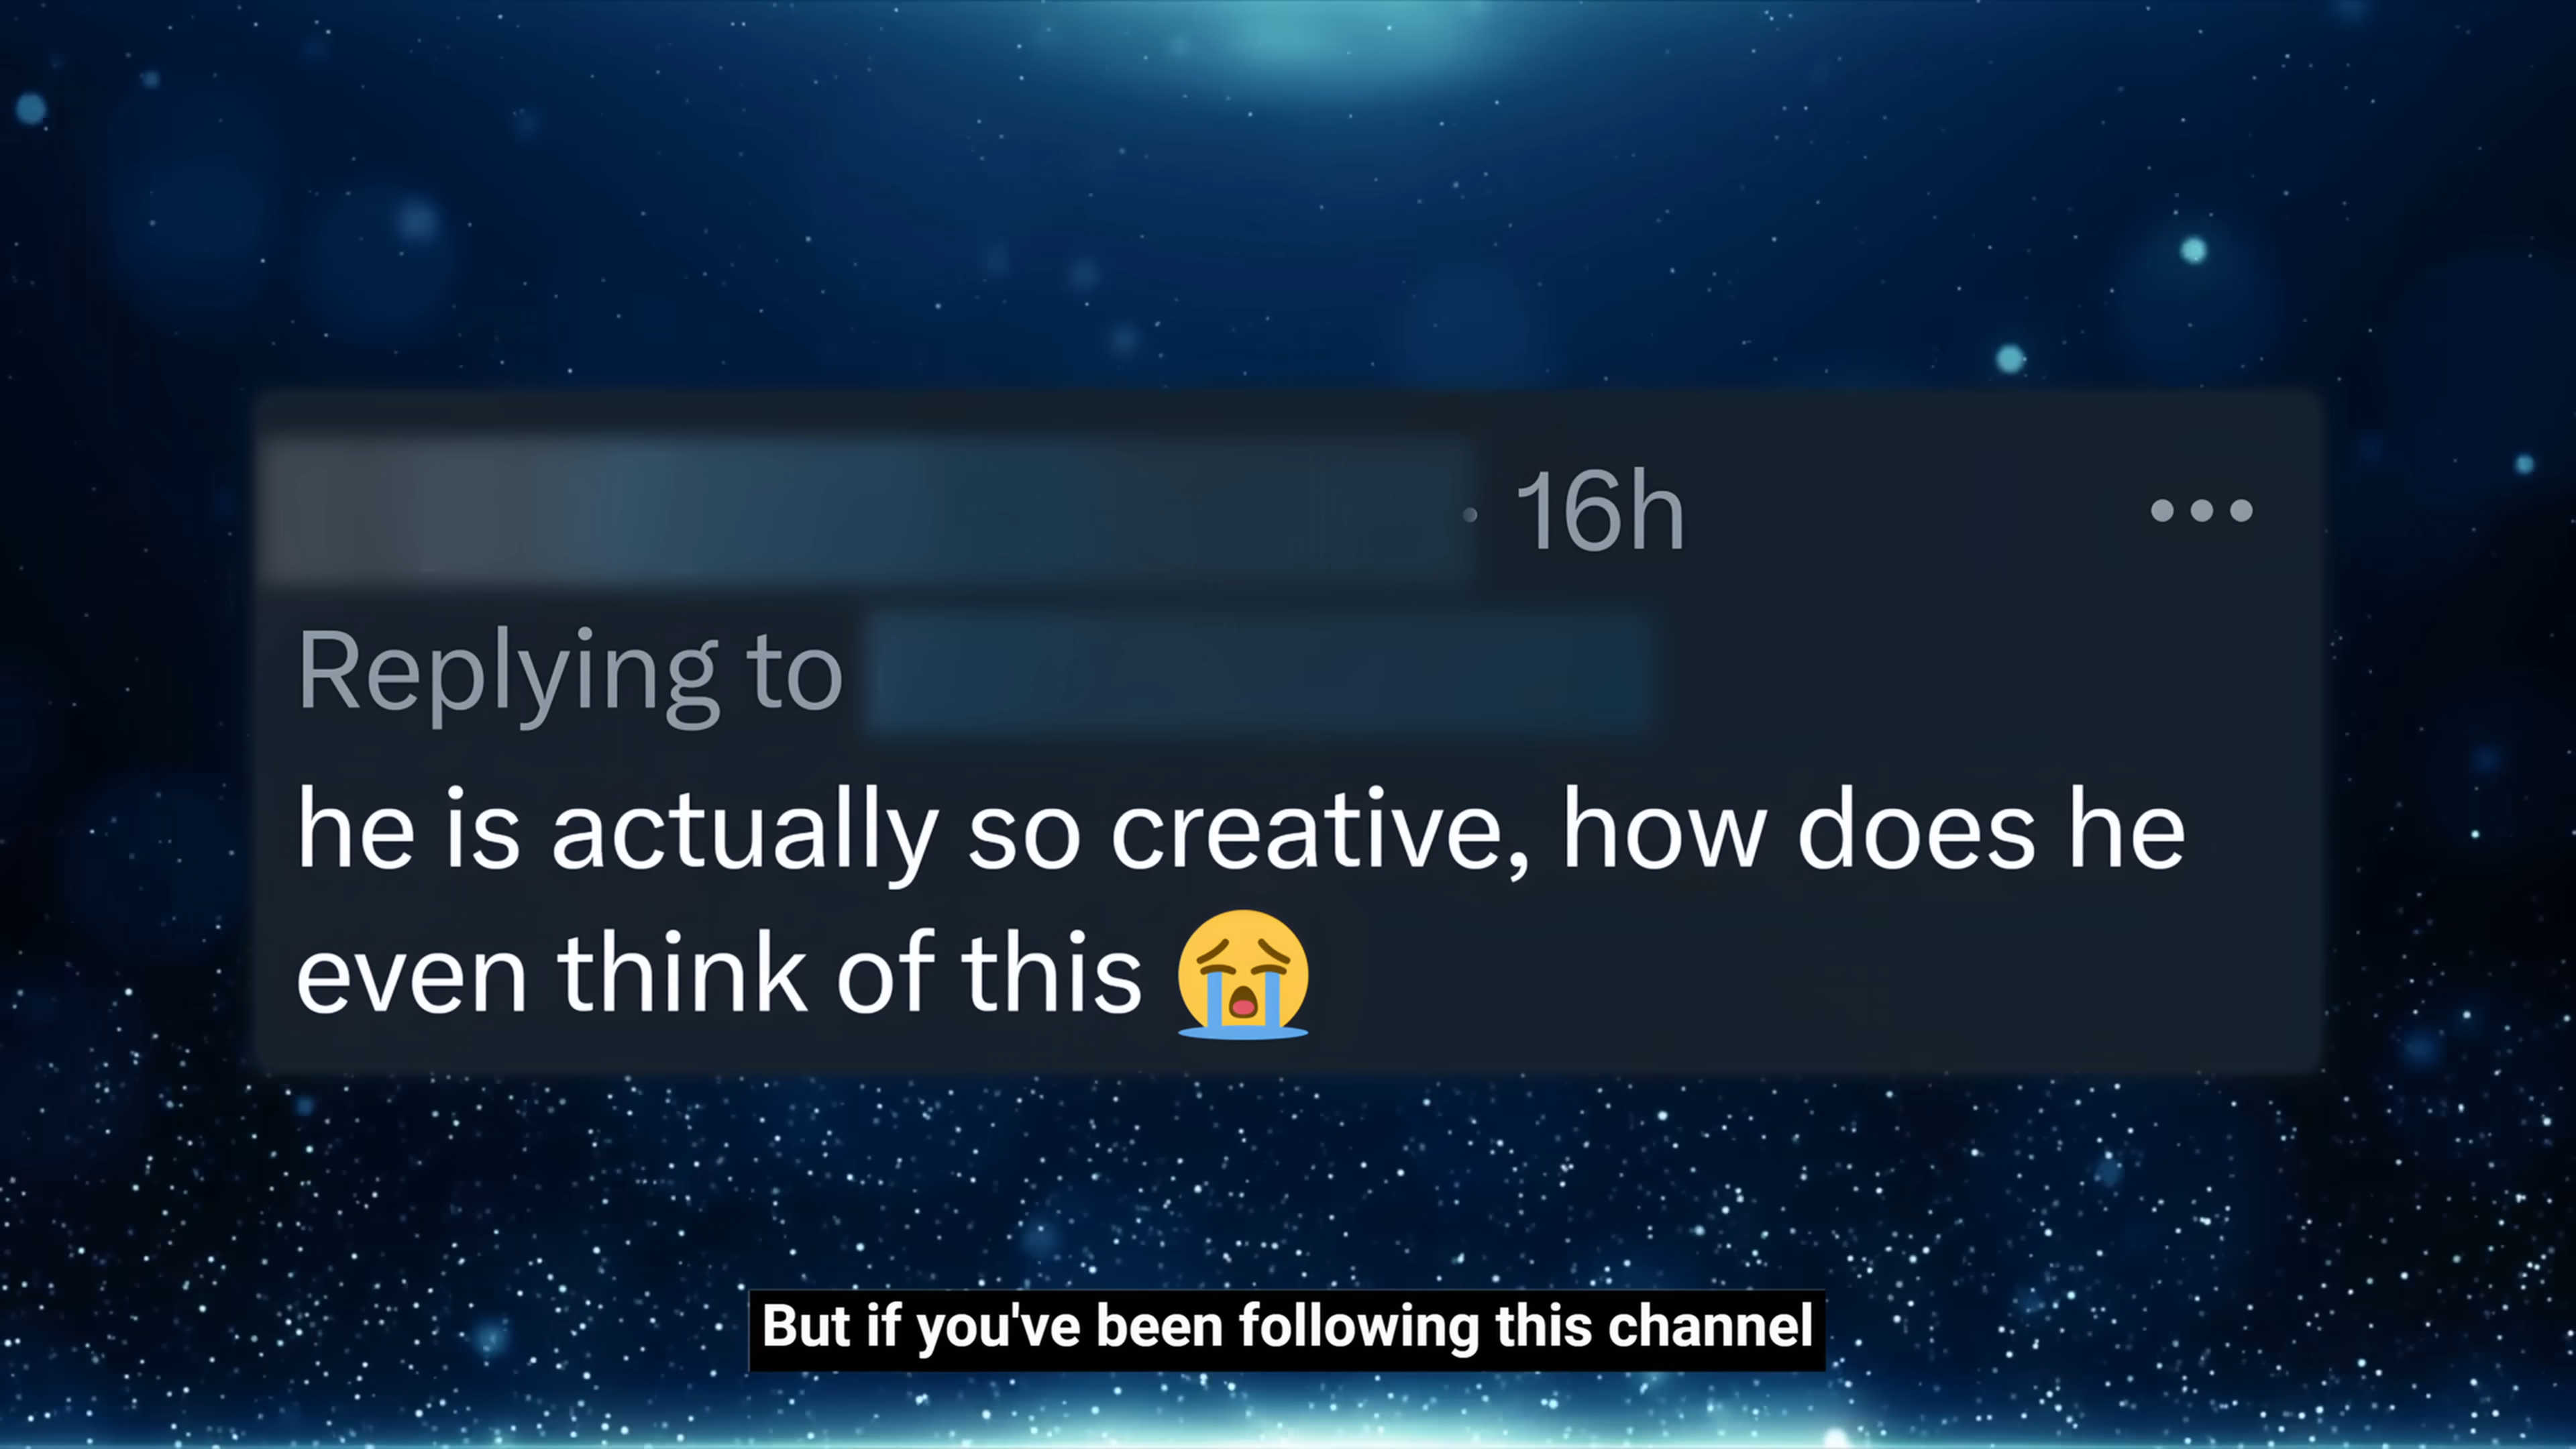 · 16h
Replying to
he is actually so creative, how does he
even think of this 😭
But if you've been following this channel